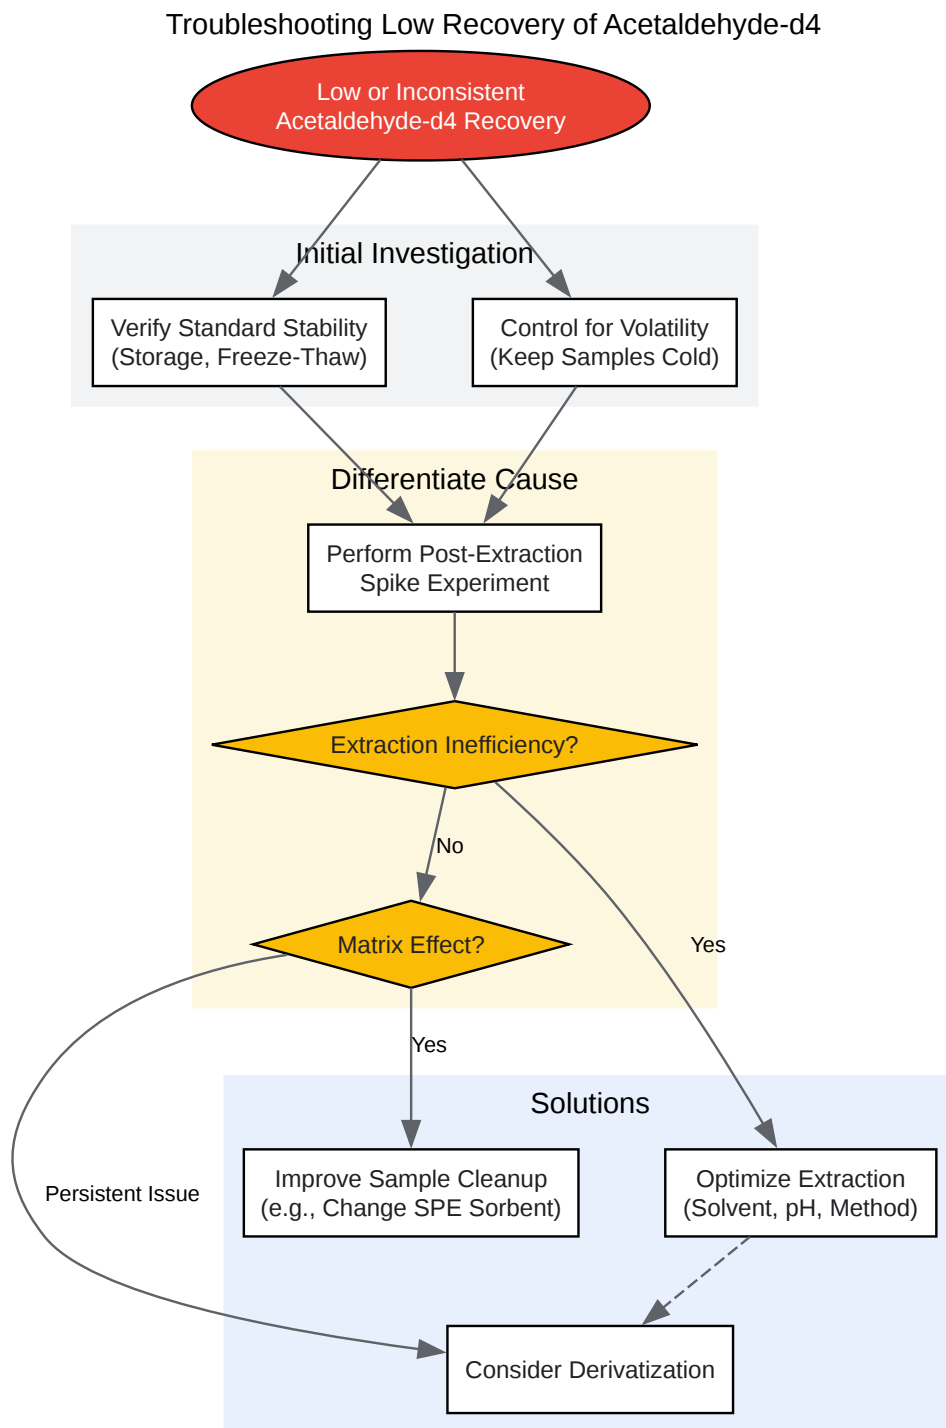 Troubleshooting Low Recovery of Acetaldehyde-d4
Low or Inconsistent
Acetaldehyde-d4 Recovery
Initial Investigation
Verify Standard Stability
(Storage, Freeze-Thaw)
Control for Volatility
(Keep Samples Cold)
Differentiate Cause
Perform Post-Extraction
Spike Experiment
Extraction Inefficiency?
No
Matrix Effect?
Yes
Yes
Solutions
Improve Sample Cleanup
(e.g., Change SPE Sorbent)
Optimize Extraction
(Solvent, pH, Method)
Persistent Issue
Consider Derivatization